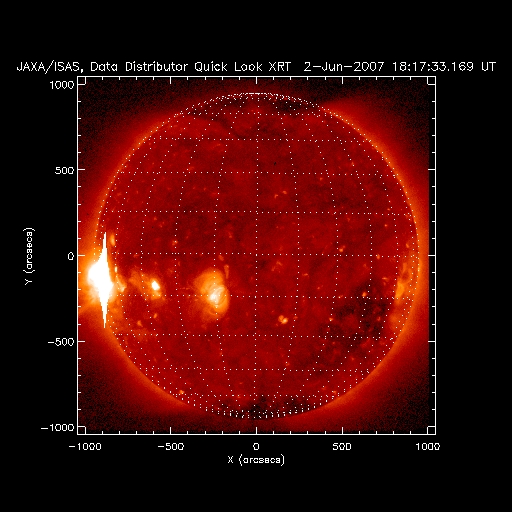 JAXA/ISAS, Data Distributor Quick Look XRT 2-Jun-2007 18:17:33.169 UT
1000
500
0
-500
-1000
Y (arcsecs)
-1000 -500 0 500 1000
X (arcsecs)